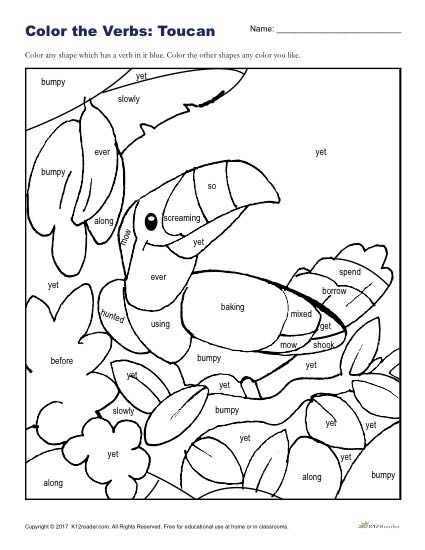 Color the Verbs: Toucan
Name:
Color any shape which has a verb in it blue. Color the other shapes any color you like.
bumpy
yet
slowly
ever
yet
bumpy
so
along
screaming
mow
yet
ever
spend
yet
borrow
baking
hunted
using
mixed
get
mow
shook
before
bumpy
yet
yet
yet
slowly
bumpy
yet
yet
yet
yet
along
bumpy
along
Copyright © 2017 K12reader.com. All Rights Reserved. Free for educational use at home or in classrooms.
K12Reader